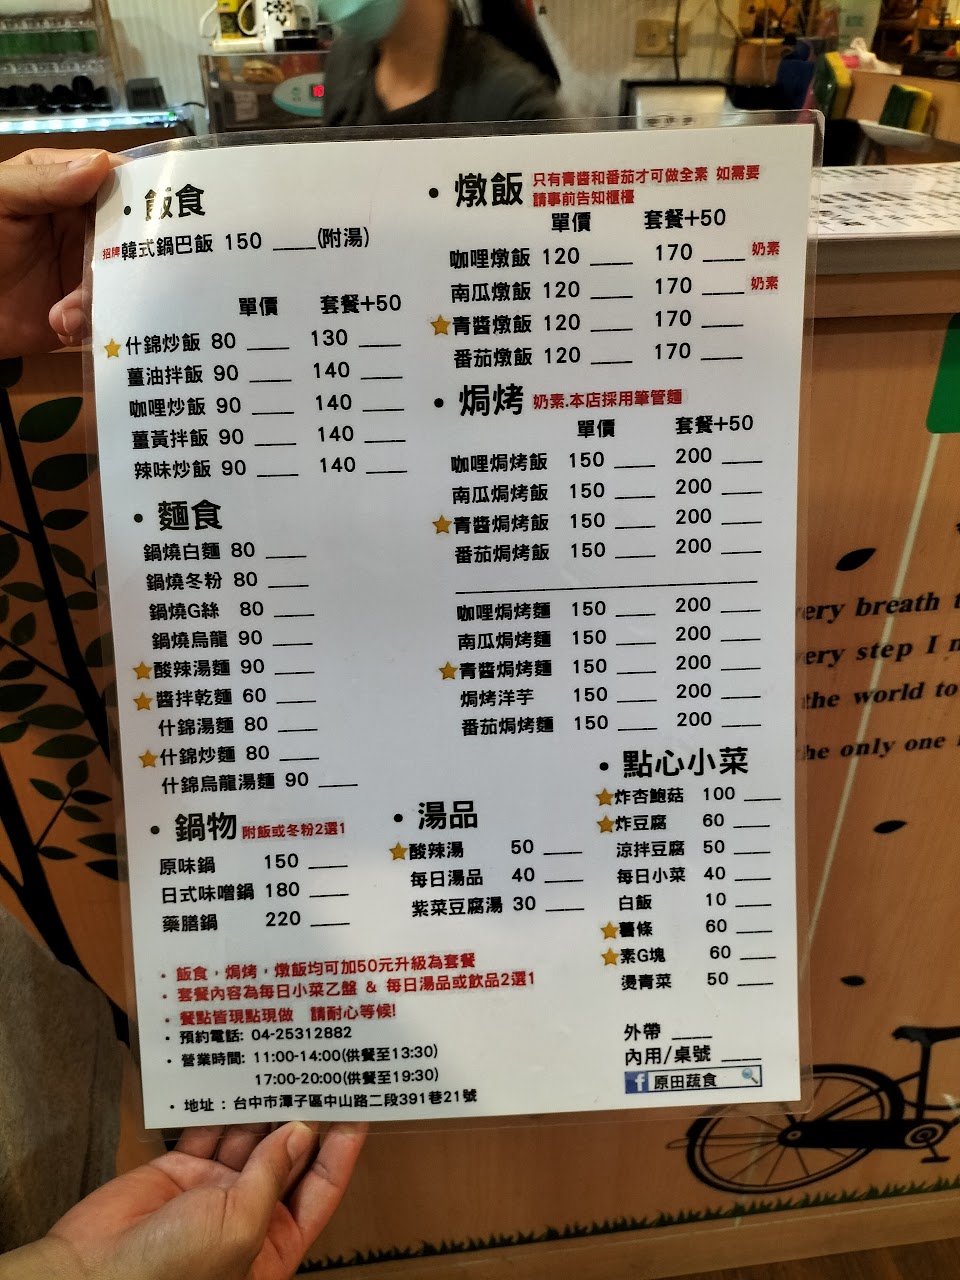 ・飯食
招牌韓式鍋巴飯 150 ____(附湯)
單價 套餐+50
什錦炒飯 80 ____ 130 ____
薑油拌飯 90 ____ 140 ____
咖哩炒飯 90 ____ 140 ____
薑黃拌飯 90 ____ 140 ____
辣味炒飯 90 ____ 140 ____
・麵食
鍋燒白麵 80 ____
鍋燒冬粉 80 ____
鍋燒G絲 80 ____
鍋燒烏龍 90 ____
酸辣湯麵 90 ____
醬拌乾麵 60 ____
什錦湯麵 80 ____
什錦炒麵 80 ____
什錦烏龍湯麵 90 ____
・鍋物 附飯或冬粉2選1
原味鍋 150 ____
日式味噌鍋 180 ____
藥膳鍋 220 ____
・湯品
酸辣湯 50 ____
每日湯品 40 ____
紫菜豆腐湯 30 ____
・燉飯 只有青醬和番茄才可做全素 如需要
請事前告知櫃檯
單價 套餐+50
咖哩燉飯 120 ____ 170 ____ 奶素
南瓜燉飯 120 ____ 170 ____ 奶素
青醬燉飯 120 ____ 170 ____
番茄燉飯 120 ____ 170 ____
・焗烤 奶素.本店採用筆管麵
單價 套餐+50
咖哩焗烤飯 150 ____ 200 ____
南瓜焗烤飯 150 ____ 200 ____
青醬焗烤飯 150 ____ 200 ____
番茄焗烤飯 150 ____ 200 ____
咖哩焗烤麵 150 ____ 200 ____
南瓜焗烤麵 150 ____ 200 ____
青醬焗烤麵 150 ____ 200 ____
焗烤洋芋 150 ____ 200 ____
番茄焗烤麵 150 ____ 200 ____
・點心小菜
炸杏鮑菇 100 ____
炸豆腐 60 ____
涼拌豆腐 50 ____
每日小菜 40 ____
白飯 10 ____
薯條 60 ____
素G塊 60 ____
燙青菜 50 ____
・飯食，焗烤，燉飯均可加50元升級為套餐
・套餐內容為每日小菜乙盤 & 每日湯品或飲品2選1
・餐點皆現點現做 請耐心等候!
・預約電話: 04-25312882
・營業時間: 11:00-14:00(供餐至13:30)
17:00-20:00(供餐至19:30)
・地址：台中市潭子區中山路二段391巷21號
外帶 ____
內用/桌號 ____
f 原田蔬食
ery breath t
ery step I
the world to
he only one